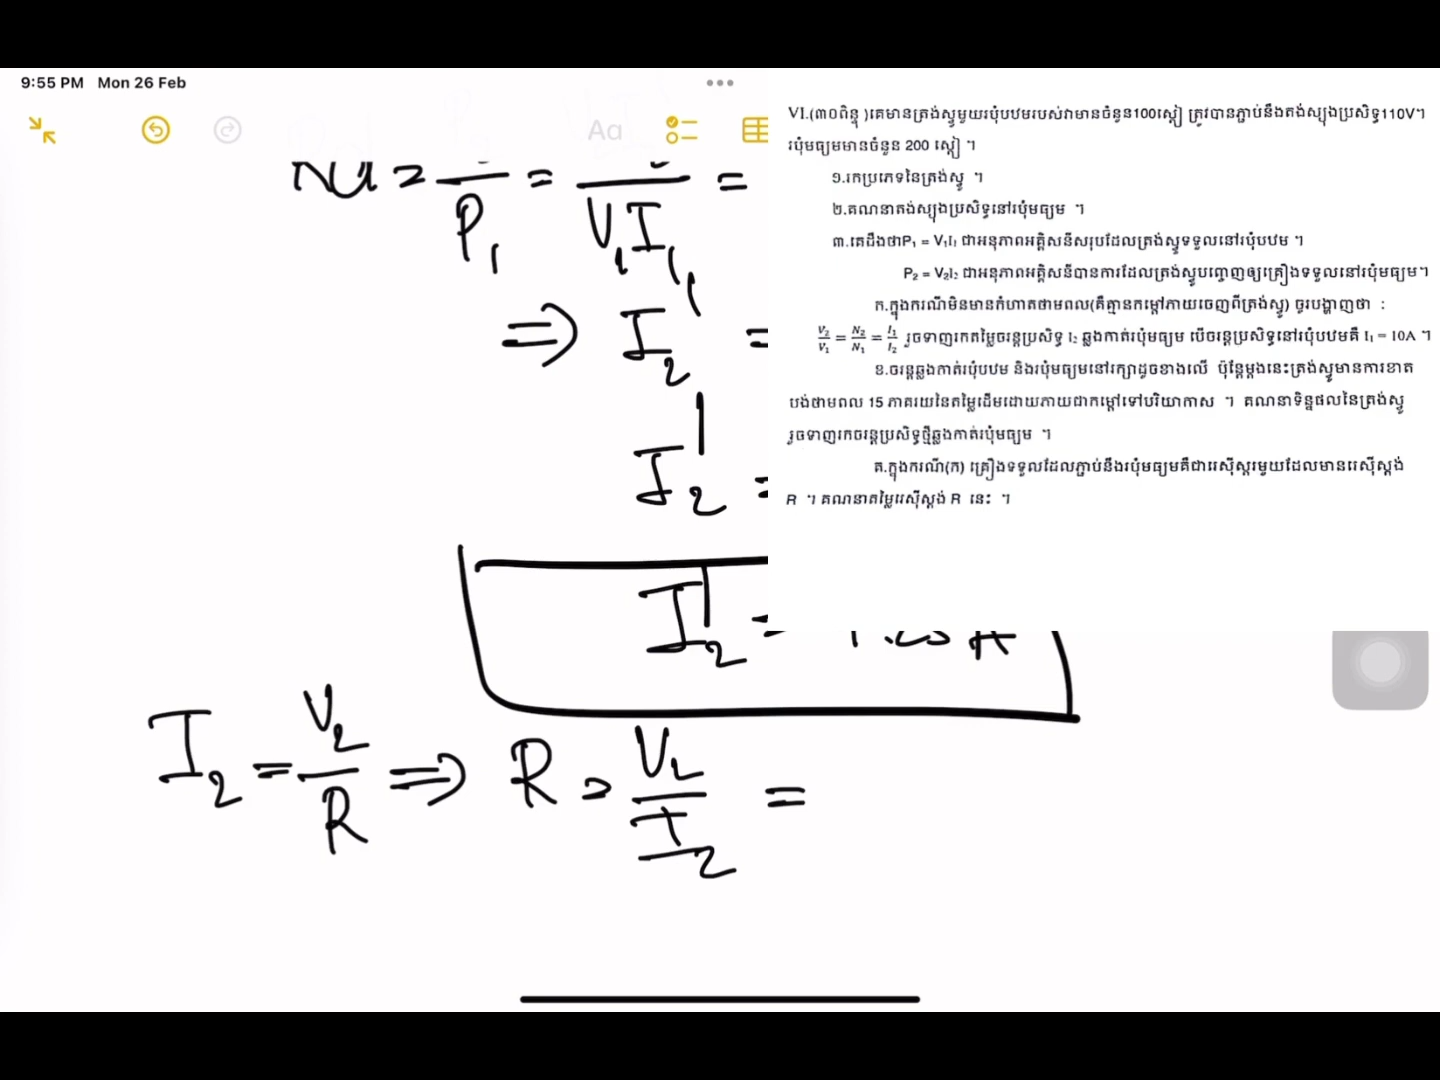 9:55 PM Mon 26 Feb
Aa
VI.(៣០ពិន្ទុ )គេមានត្រង់ស្វូមួយរបុំបឋមរបស់វាមានចំនួន100ស្ពៀ ត្រូវបានភ្ជាប់នឹងតង់ស្យុងប្រសិទ្ធ110V។
របុំមធ្យមមានចំនួន 200 ស្ពៀ ។
១.រកប្រភេទនៃត្រង់ស្វូ ។
២.គណនាតង់ស្យុងប្រសិទ្ធនៅរបុំមធ្យម ។
៣.គេដឹងថាP₁ = V₁I₁ ជាអនុភាពអគ្គិសនីសរុបដែលត្រង់ស្វូទទួលនៅរបុំបឋម ។
P₂ = V₂I₂ ជាអនុភាពអគ្គិសនីបានការដែលត្រង់ស្វូបញ្ចេញឲ្យគ្រឿងទទួលនៅរបុំមធ្យម។
ក.ក្នុងករណីមិនមានកំហាតថាមពល(គឺគ្មានកម្ដៅភាយចេញពីត្រង់ស្វូ) ចូរបង្ហាញថា :
V₂/V₁ = N₂/N₁ = I₁/I₂ រួចទាញរកតម្លៃចរន្តប្រសិទ្ធ I₂ ឆ្លងកាត់របុំមធ្យម បើចរន្តប្រសិទ្ធនៅរបុំបឋមគឺ I₁ = 10A ។
ខ.ចរន្តឆ្លងកាត់របុំបឋម និងរបុំមធ្យមនៅរក្សាដូចខាងលើ ប៉ុន្តែម្ដងនេះត្រង់ស្វូមានការខាត
បង់ថាមពល 15 ភាគរយនៃតម្លៃដើមដោយភាយជាកម្ដៅទៅបរិយាកាស ។ គណនាទិន្នផលនៃត្រង់ស្វូ
រួចទាញរកចរន្តប្រសិទ្ធថ្មីឆ្លងកាត់របុំមធ្យម ។
គ.ក្នុងករណី(ក) គ្រឿងទទួលដែលភ្ជាប់នឹងរបុំមធ្យមគឺជារេស៊ីស្ដរមួយដែលមានរេស៊ីស្ដង់
R ។ គណនាតម្លៃរេស៊ីស្ដង់ R នេះ ។
= /P₁ = /V₁I₁ =
⇒ I₂' =
I₂' =
I₂' =
I₂ = V₂/R ⇒ R = V₂/I₂ =